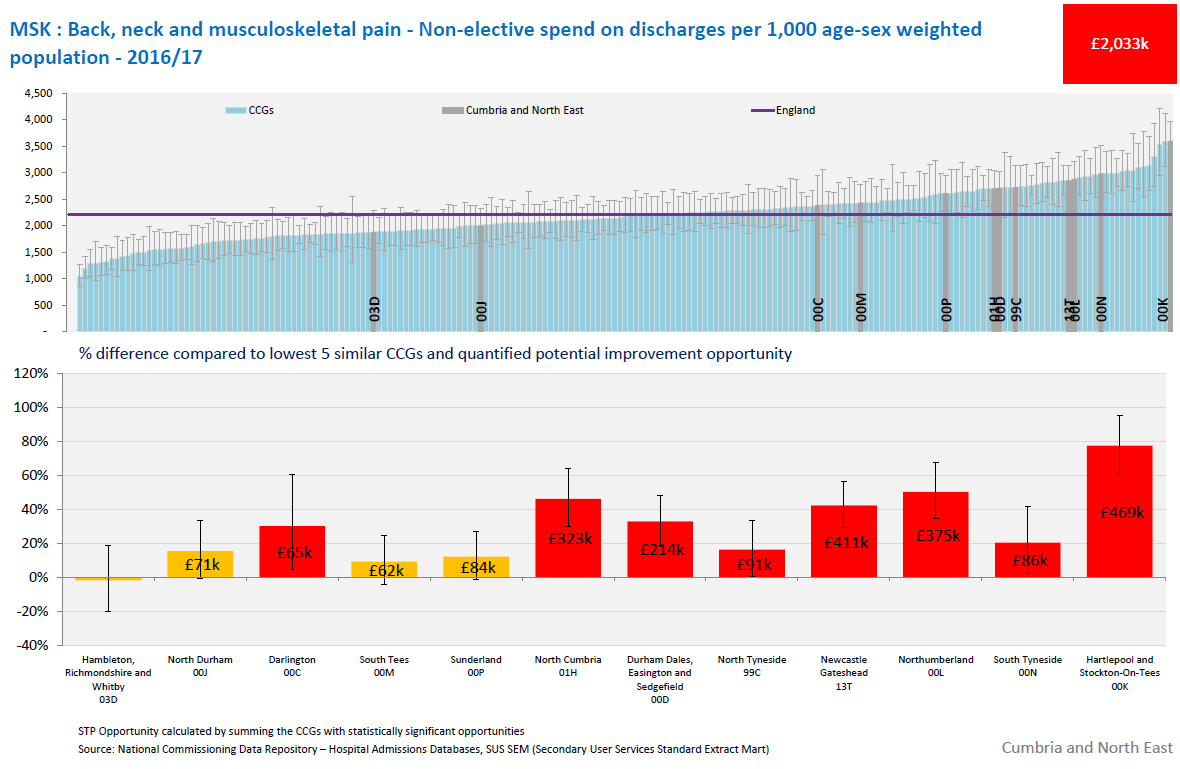 MSK : Back, neck and musculoskeletal pain - Non-elective spend on discharges per 1,000 age-sex weighted
population - 2016/17
£2,033k
4,500
4,000
3,500
3,000
2,500
2,000
1,500
1,000
500
-
CCGs
Cumbria and North East
England
03D
00J
00C
00M
00P
01H
00D
99C
13T
00L
00N
00K
% difference compared to lowest 5 similar CCGs and quantified potential improvement opportunity
120%
100%
80%
60%
40%
20%
0%
-20%
-40%
£71k
£65k
£62k
£84k
£323k
£214k
£91k
£411k
£375k
£86k
£469k
Hambleton,
Richmondshire and
Whitby
03D
North Durham
00J
Darlington
00C
South Tees
00M
Sunderland
00P
North Cumbria
01H
Durham Dales,
Easington and
Sedgefield
00D
North Tyneside
99C
Newcastle
Gateshead
13T
Northumberland
00L
South Tyneside
00N
Hartlepool and
Stockton-On-Tees
00K
STP Opportunity calculated by summing the CCGs with statistically significant opportunities
Source: National Commissioning Data Repository – Hospital Admissions Databases, SUS SEM (Secondary User Services Standard Extract Mart)
Cumbria and North East